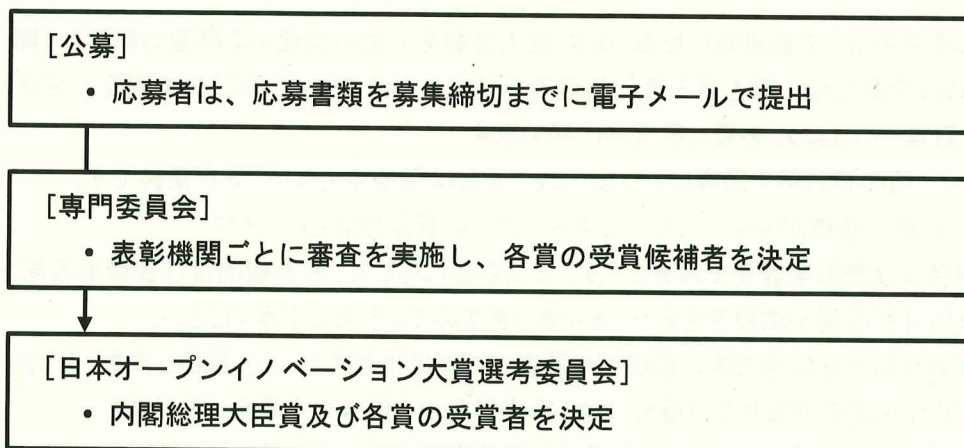 [公募]
• 応募者は、応募書類を募集締切までに電子メールで提出
[専門委員会]
• 表彰機関ごとに審査を実施し、各賞の受賞候補者を決定
[日本オープンイノベーション大賞選考委員会]
• 内閣総理大臣賞及び各賞の受賞者を決定